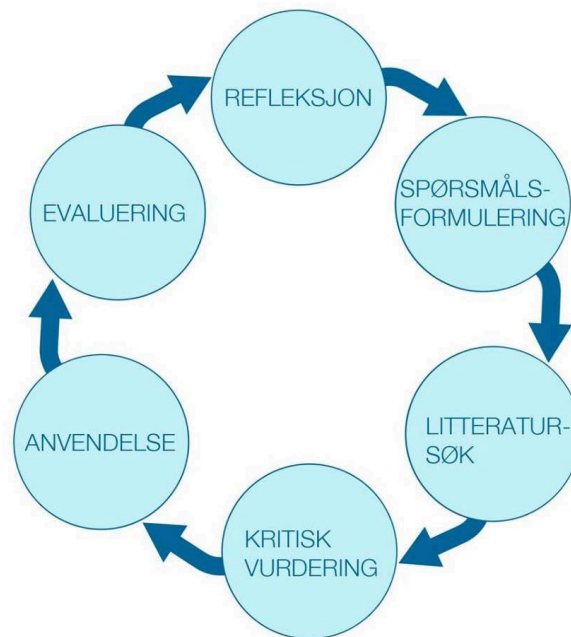 REFLEKSJON
SPØRSMÅLS-
FORMULERING
LITTERATUR-
SØK
KRITISK
VURDERING
ANVENDELSE
EVALUERING